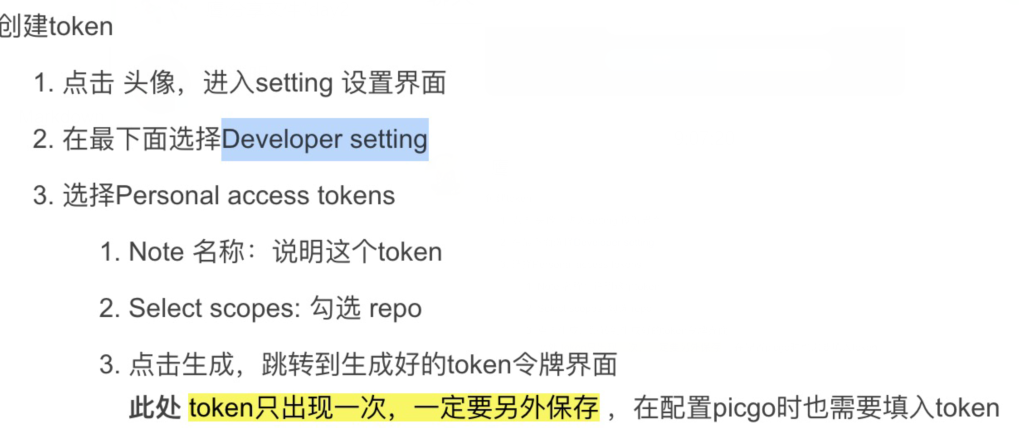 创建token
1. 点击 头像，进入setting 设置界面
2. 在最下面选择Developer setting
3. 选择Personal access tokens
1. Note 名称：说明这个token
2. Select scopes: 勾选 repo
3. 点击生成，跳转到生成好的token令牌界面
此处 token只出现一次，一定要另外保存 ，在配置picgo时也需要填入token